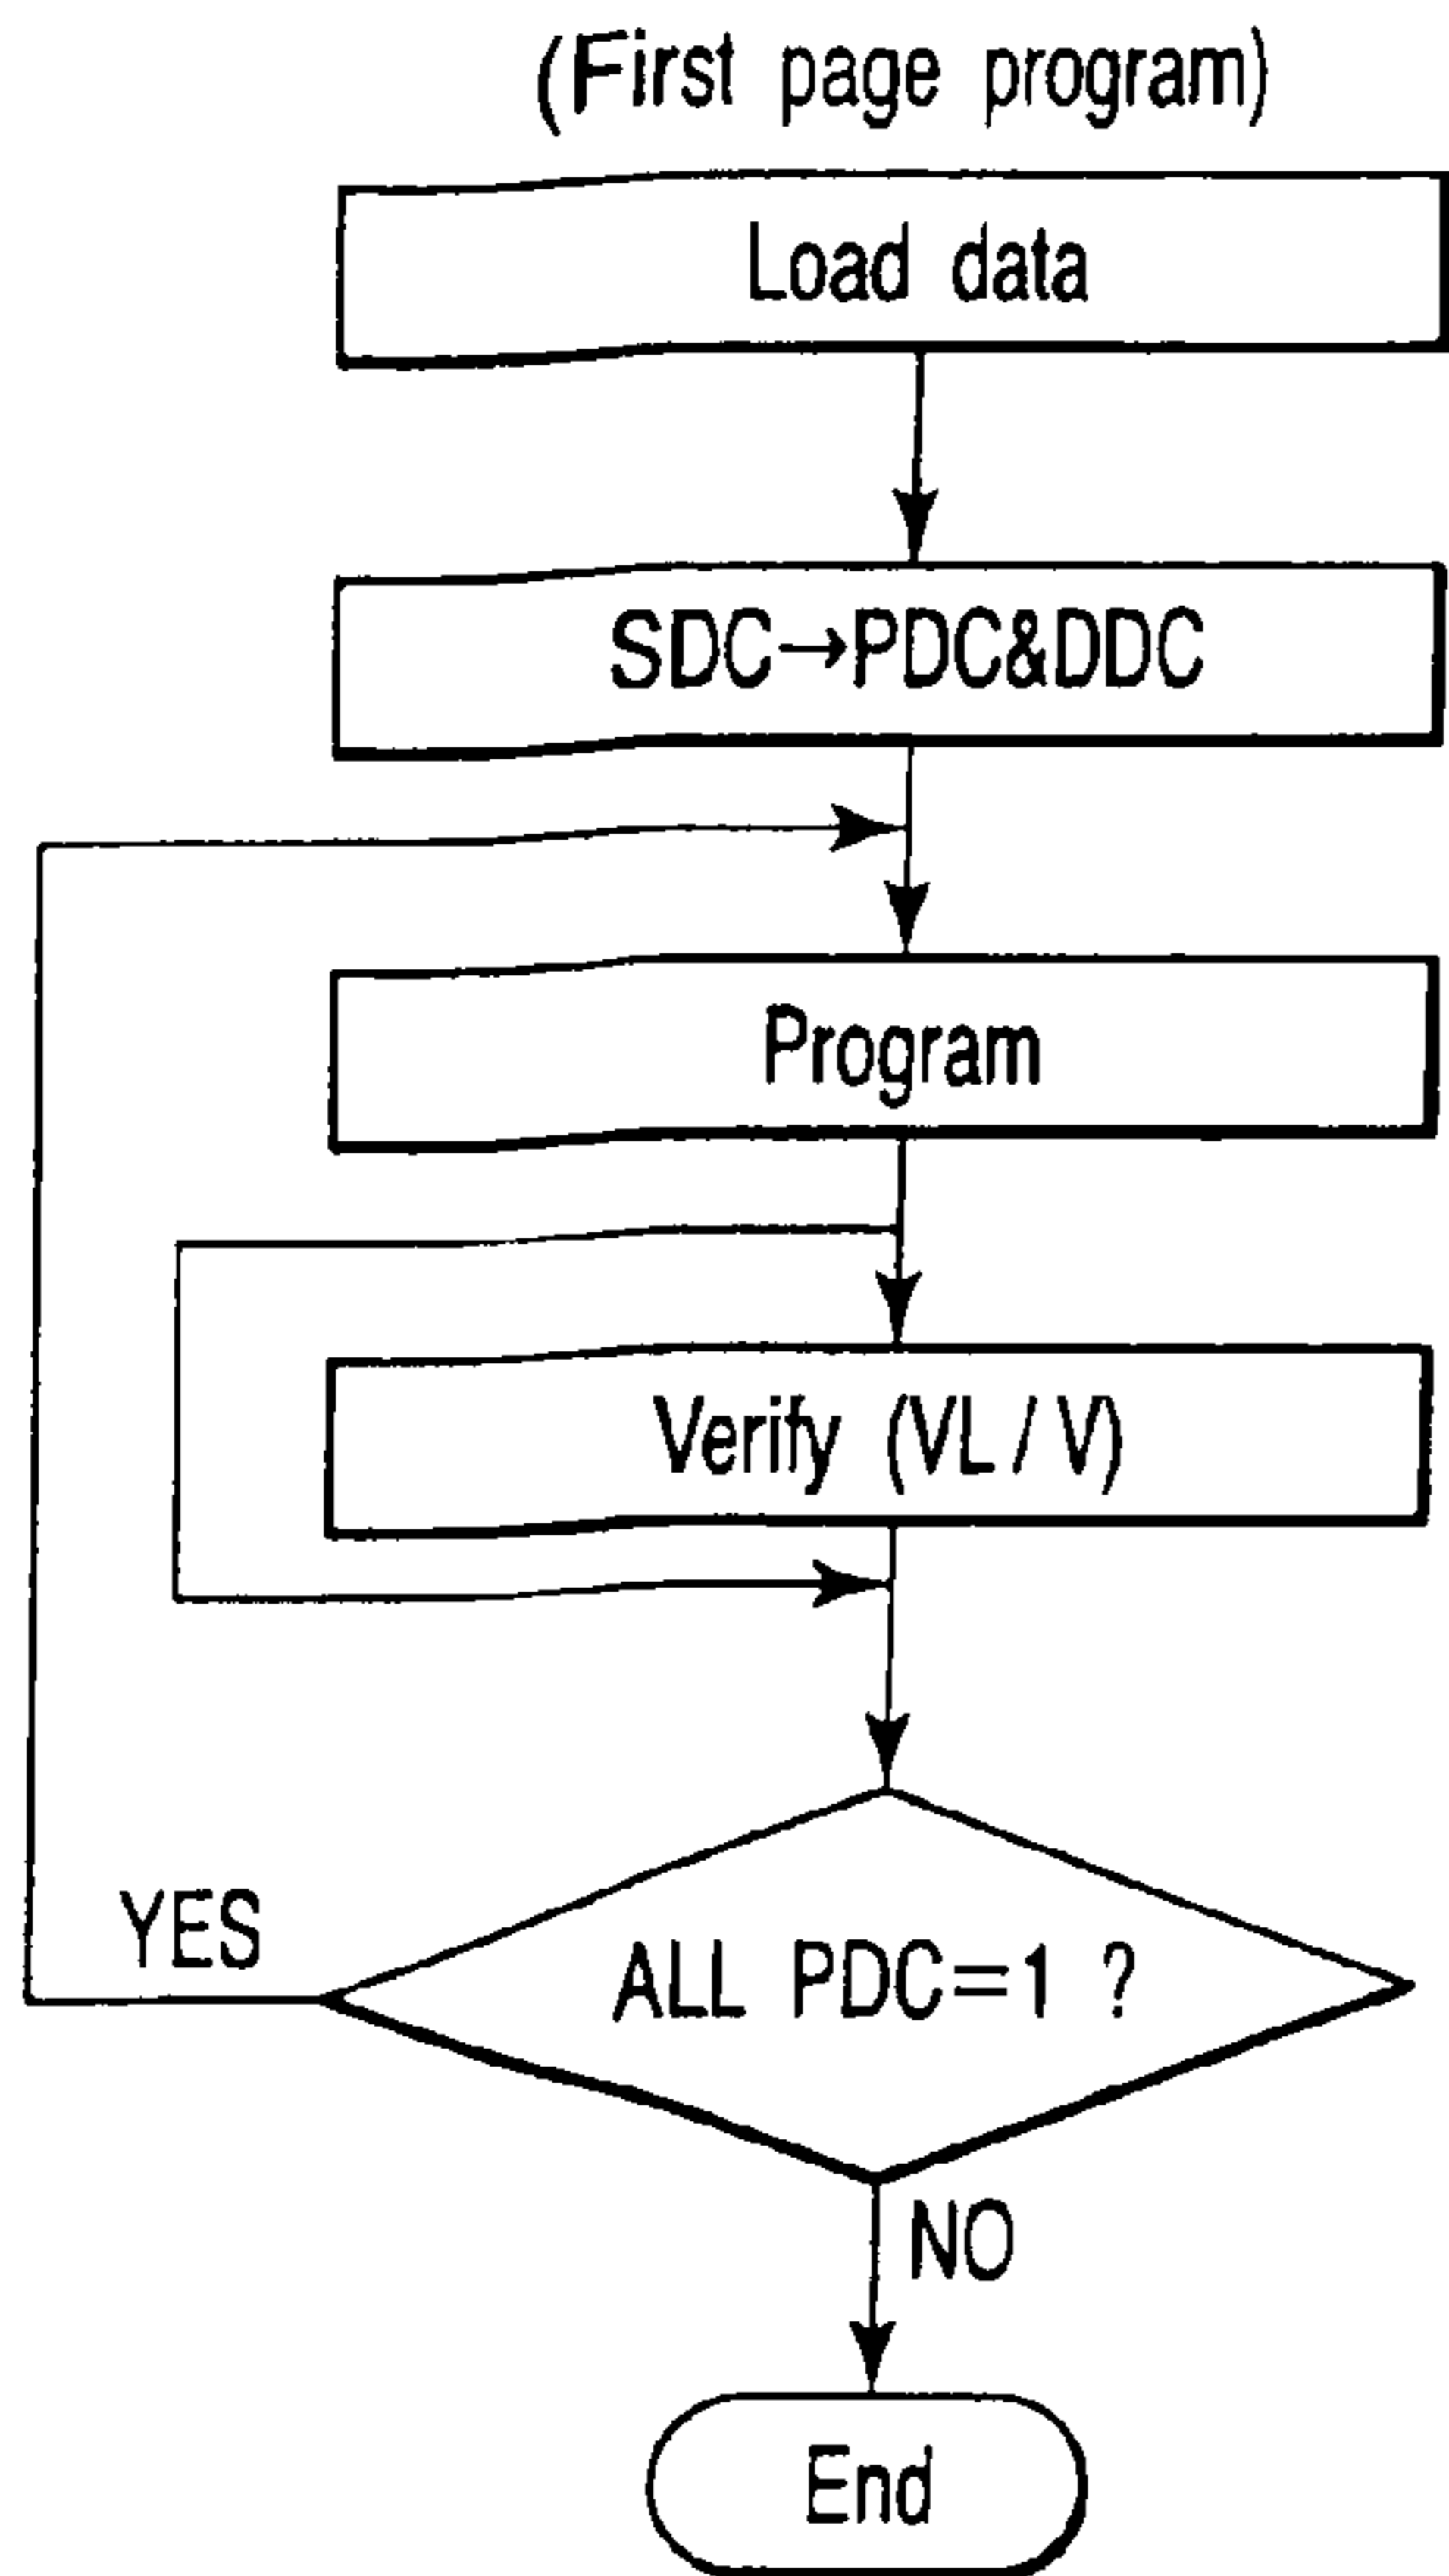 (First page program)
Load data
SDC→PDC&DDC
Program
Verify (VL / V)
ALL PDC=1 ?
YES
NO
End